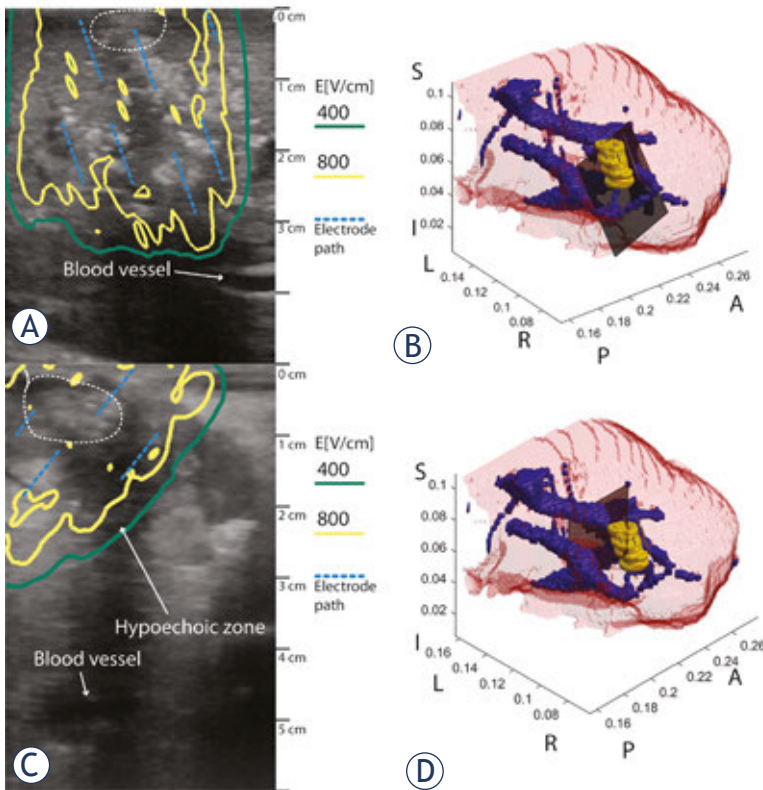 0 cm
1 cm
2 cm
3 cm
E[V/cm]
400
800
Electrode
path
Blood vessel
A
S
0.1
0.08
0.06
0.04
0.02
I
L
0.14
0.12
0.1
0.08
R
0.16
0.18
0.2
0.22
0.24
0.26
P
A
B
0 cm
1 cm
2 cm
3 cm
4 cm
5 cm
E[V/cm]
400
800
Electrode
path
Hypoechoic zone
Blood vessel
C
S
0.1
0.08
0.06
0.04
0.02
I
L
0.16
0.14
0.12
0.1
0.08
R
0.16
0.18
0.2
0.22
0.24
0.26
P
A
D